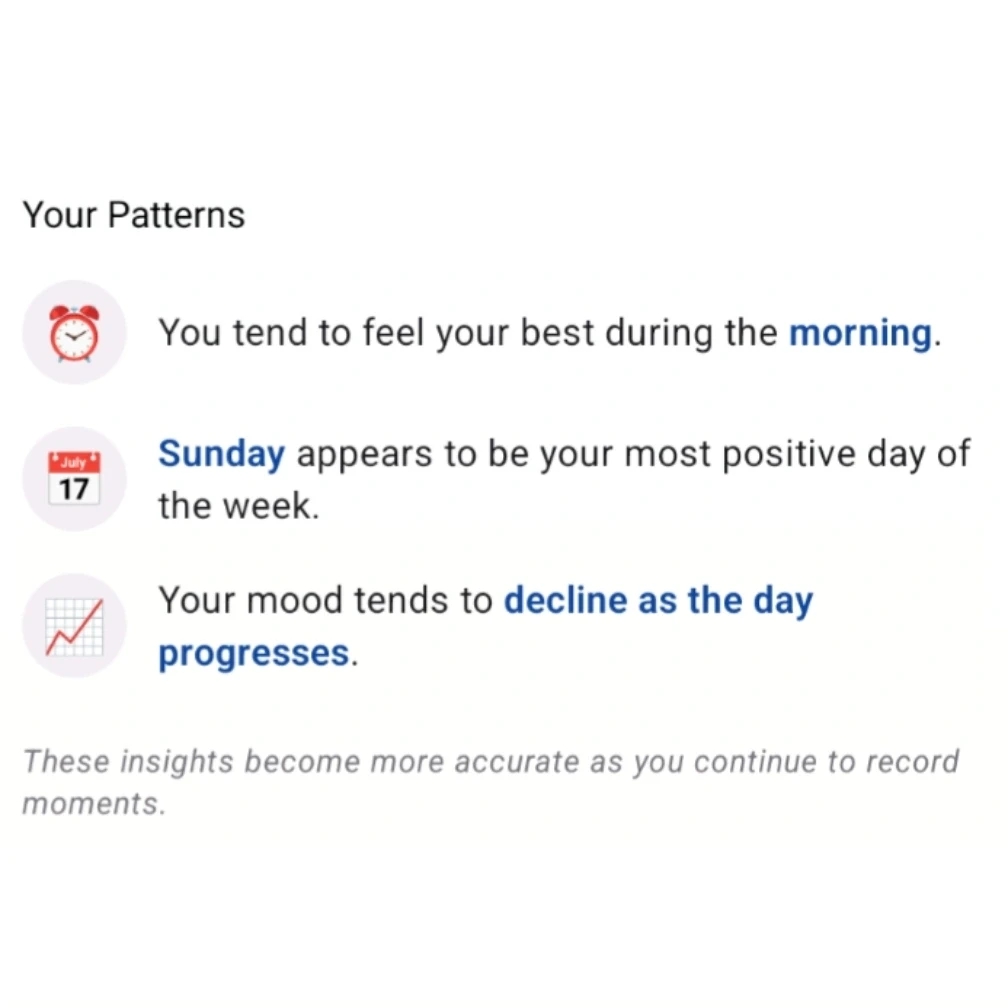 Your Patterns
You tend to feel your best during the morning.
July
17
Sunday appears to be your most positive day of
the week.
Your mood tends to decline as the day
progresses.
These insights become more accurate as you continue to record
moments.